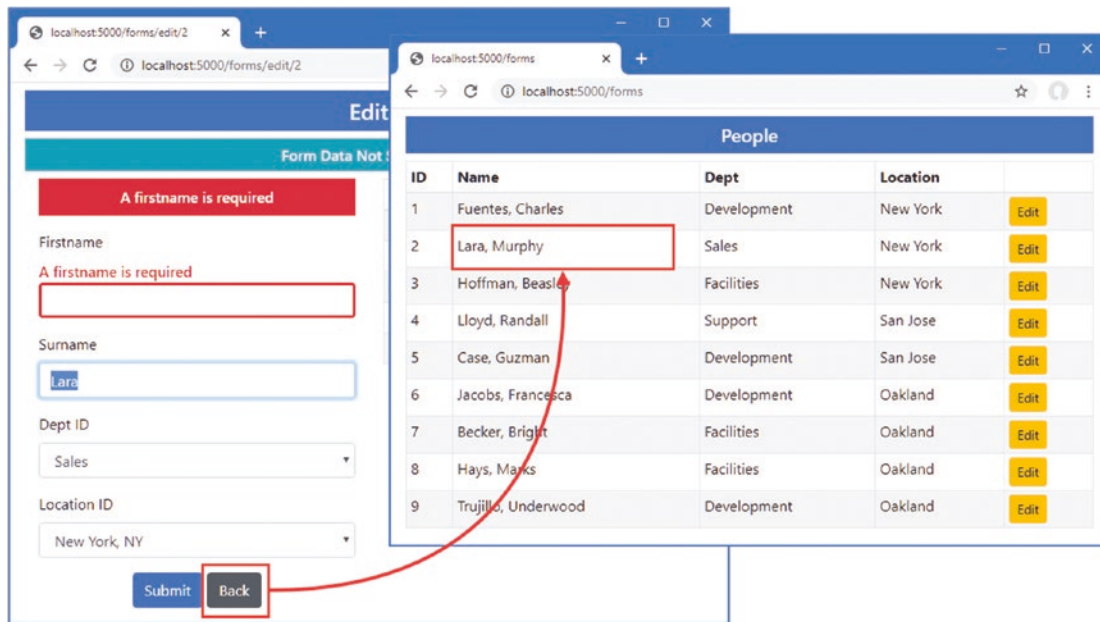 localhost:5000/forms/edit/2
localhost:5000/forms/edit/2
Edit
Form Data Not
A firstname is required
Firstname
A firstname is required
Surname
Lara
Dept ID
Sales
Location ID
New York, NY
Submit Back
localhost:5000/forms
localhost:5000/forms
People
ID Name Dept Location
1 Fuentes, Charles Development New York Edit
2 Lara, Murphy Sales New York Edit
3 Hoffman, Beasley Facilities New York Edit
4 Lloyd, Randall Support San Jose Edit
5 Case, Guzman Development San Jose Edit
6 Jacobs, Francesca Development Oakland Edit
7 Becker, Bright Facilities Oakland Edit
8 Hays, Marks Facilities Oakland Edit
9 Trujillo, Underwood Development Oakland Edit